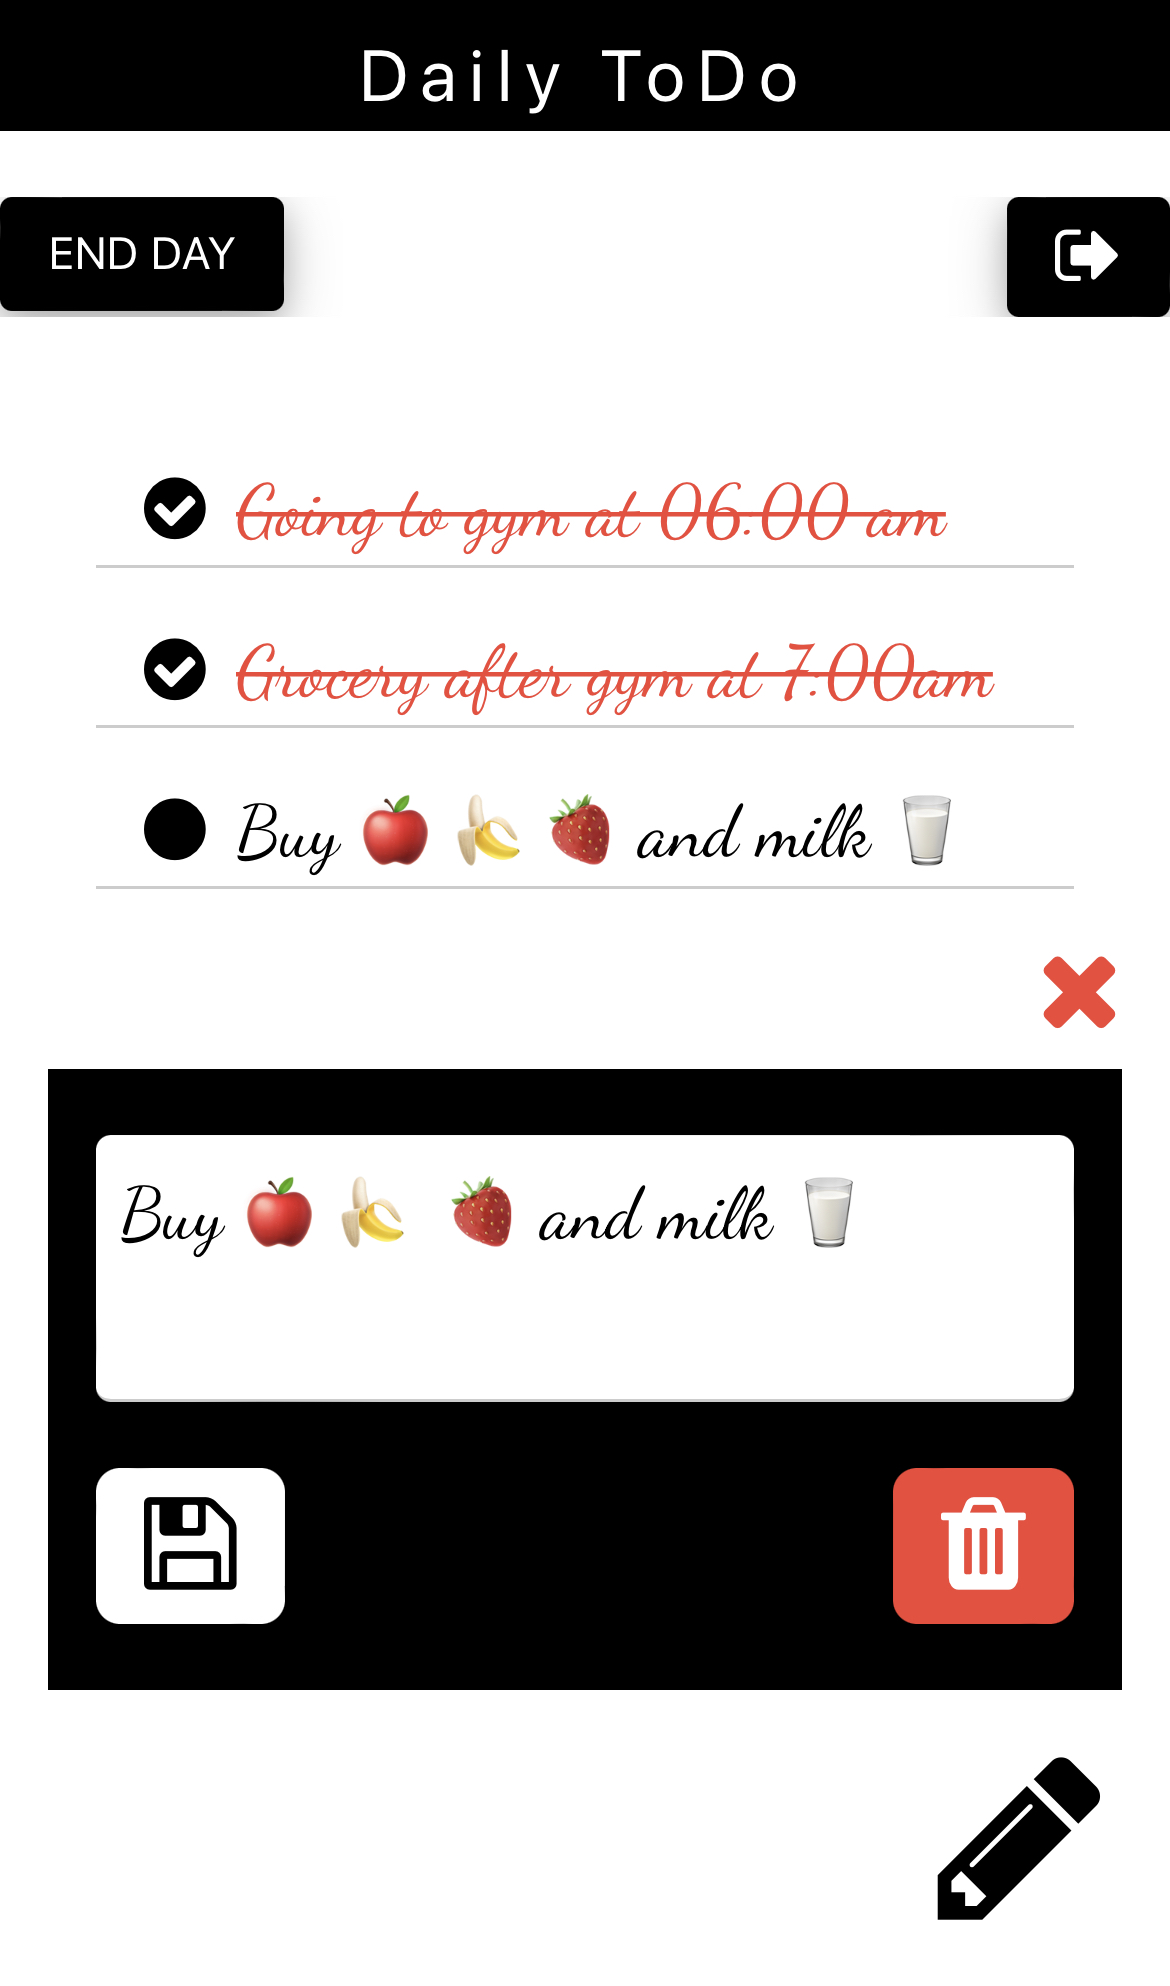 Daily ToDo
END DAY
Going to gym at 06:00 am
Grocery after gym at 7:00am
Buy 🍎 🍌 🍓 and milk 🥛
Buy 🍎 🍌 🍓 and milk 🥛